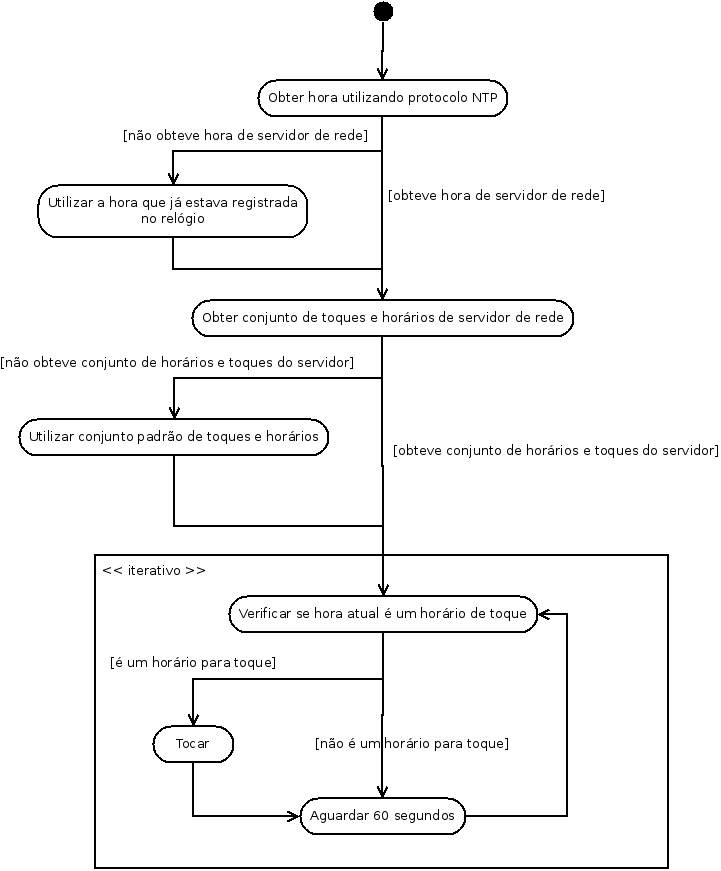 Obter hora utilizando protocolo NTP
[não obteve hora de servidor de rede]
[obteve hora de servidor de rede]
Utilizar a hora que já estava registrada
no relógio
Obter conjunto de toques e horários de servidor de rede
[não obteve conjunto de horários e toques do servidor]
Utilizar conjunto padrão de toques e horários
[obteve conjunto de horários e toques do servidor]
<< iterativo >>
Verificar se hora atual é um horário de toque
[é um horário para toque]
Tocar
[não é um horário para toque]
Aguardar 60 segundos